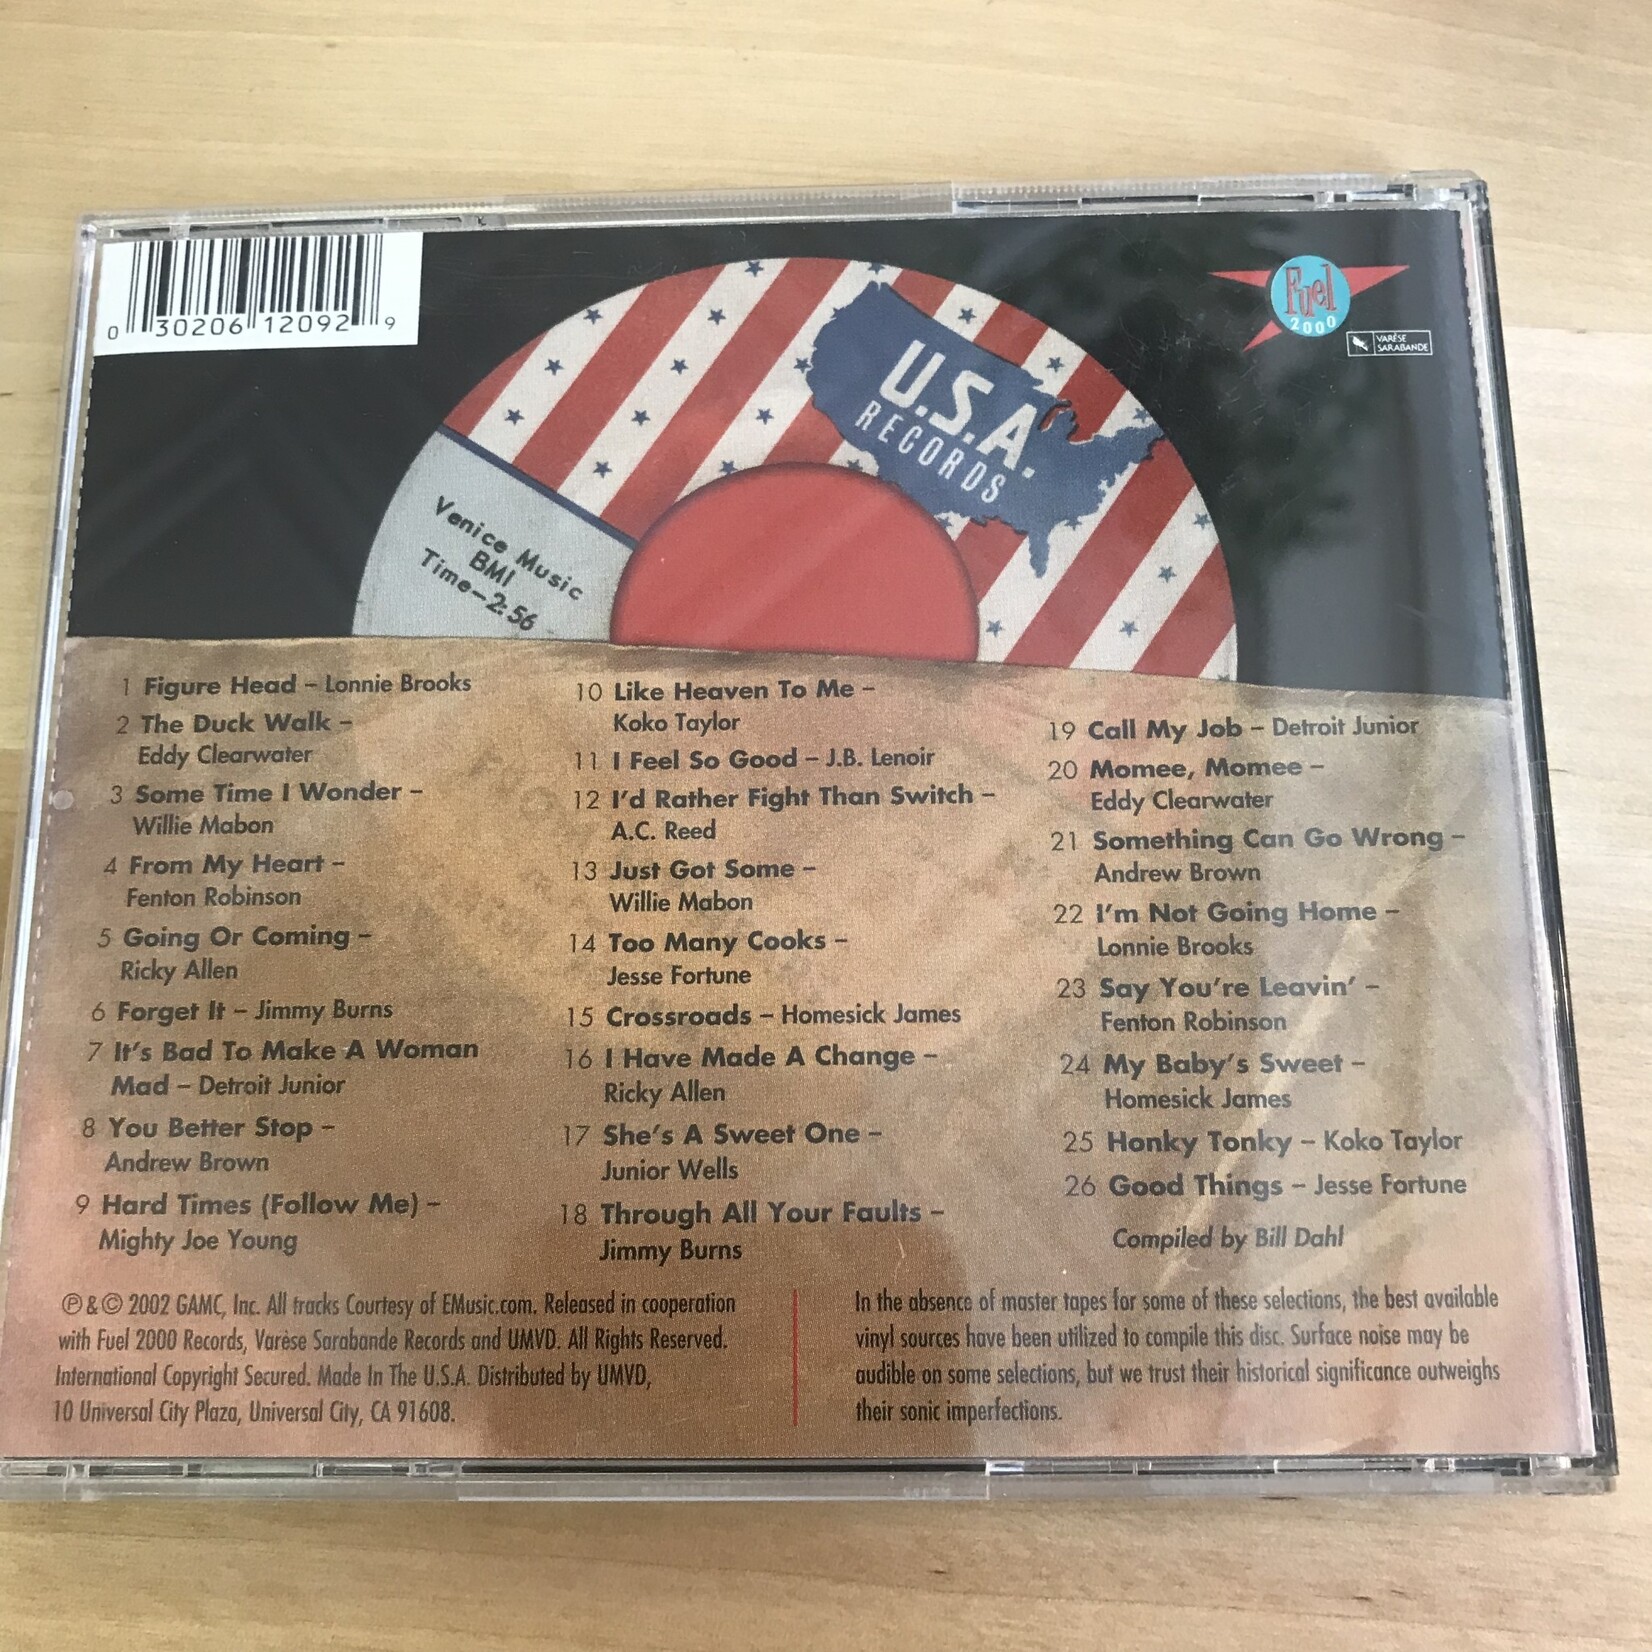 0 30206 12092 9
U.S.A.
RECORDS
Venice Music
BMI
Time–2:56
Fuel
2000
VARÈSE
SARABANDE
1 Figure Head – Lonnie Brooks
2 The Duck Walk –
Eddy Clearwater
3 Some Time I Wonder –
Willie Mabon
4 From My Heart –
Fenton Robinson
5 Going Or Coming –
Ricky Allen
6 Forget It – Jimmy Burns
7 It's Bad To Make A Woman
Mad – Detroit Junior
8 You Better Stop –
Andrew Brown
9 Hard Times (Follow Me) –
Mighty Joe Young
10 Like Heaven To Me –
Koko Taylor
11 I Feel So Good – J.B. Lenoir
12 I'd Rather Fight Than Switch –
A.C. Reed
13 Just Got Some –
Willie Mabon
14 Too Many Cooks –
Jesse Fortune
15 Crossroads – Homesick James
16 I Have Made A Change –
Ricky Allen
17 She's A Sweet One –
Junior Wells
18 Through All Your Faults –
Jimmy Burns
19 Call My Job – Detroit Junior
20 Momee, Momee –
Eddy Clearwater
21 Something Can Go Wrong –
Andrew Brown
22 I'm Not Going Home –
Lonnie Brooks
23 Say You're Leavin' –
Fenton Robinson
24 My Baby's Sweet –
Homesick James
25 Honky Tonky – Koko Taylor
26 Good Things – Jesse Fortune
Compiled by Bill Dahl
℗ & © 2002 GAMC, Inc. All tracks Courtesy of EMusic.com. Released in cooperation
with Fuel 2000 Records, Varèse Sarabande Records and UMVD. All Rights Reserved.
International Copyright Secured. Made In The U.S.A. Distributed by UMVD,
10 Universal City Plaza, Universal City, CA 91608.
In the absence of master tapes for some of these selections, the best available
vinyl sources have been utilized to compile this disc. Surface noise may be
audible on some selections, but we trust their historical significance outweighs
their sonic imperfections.